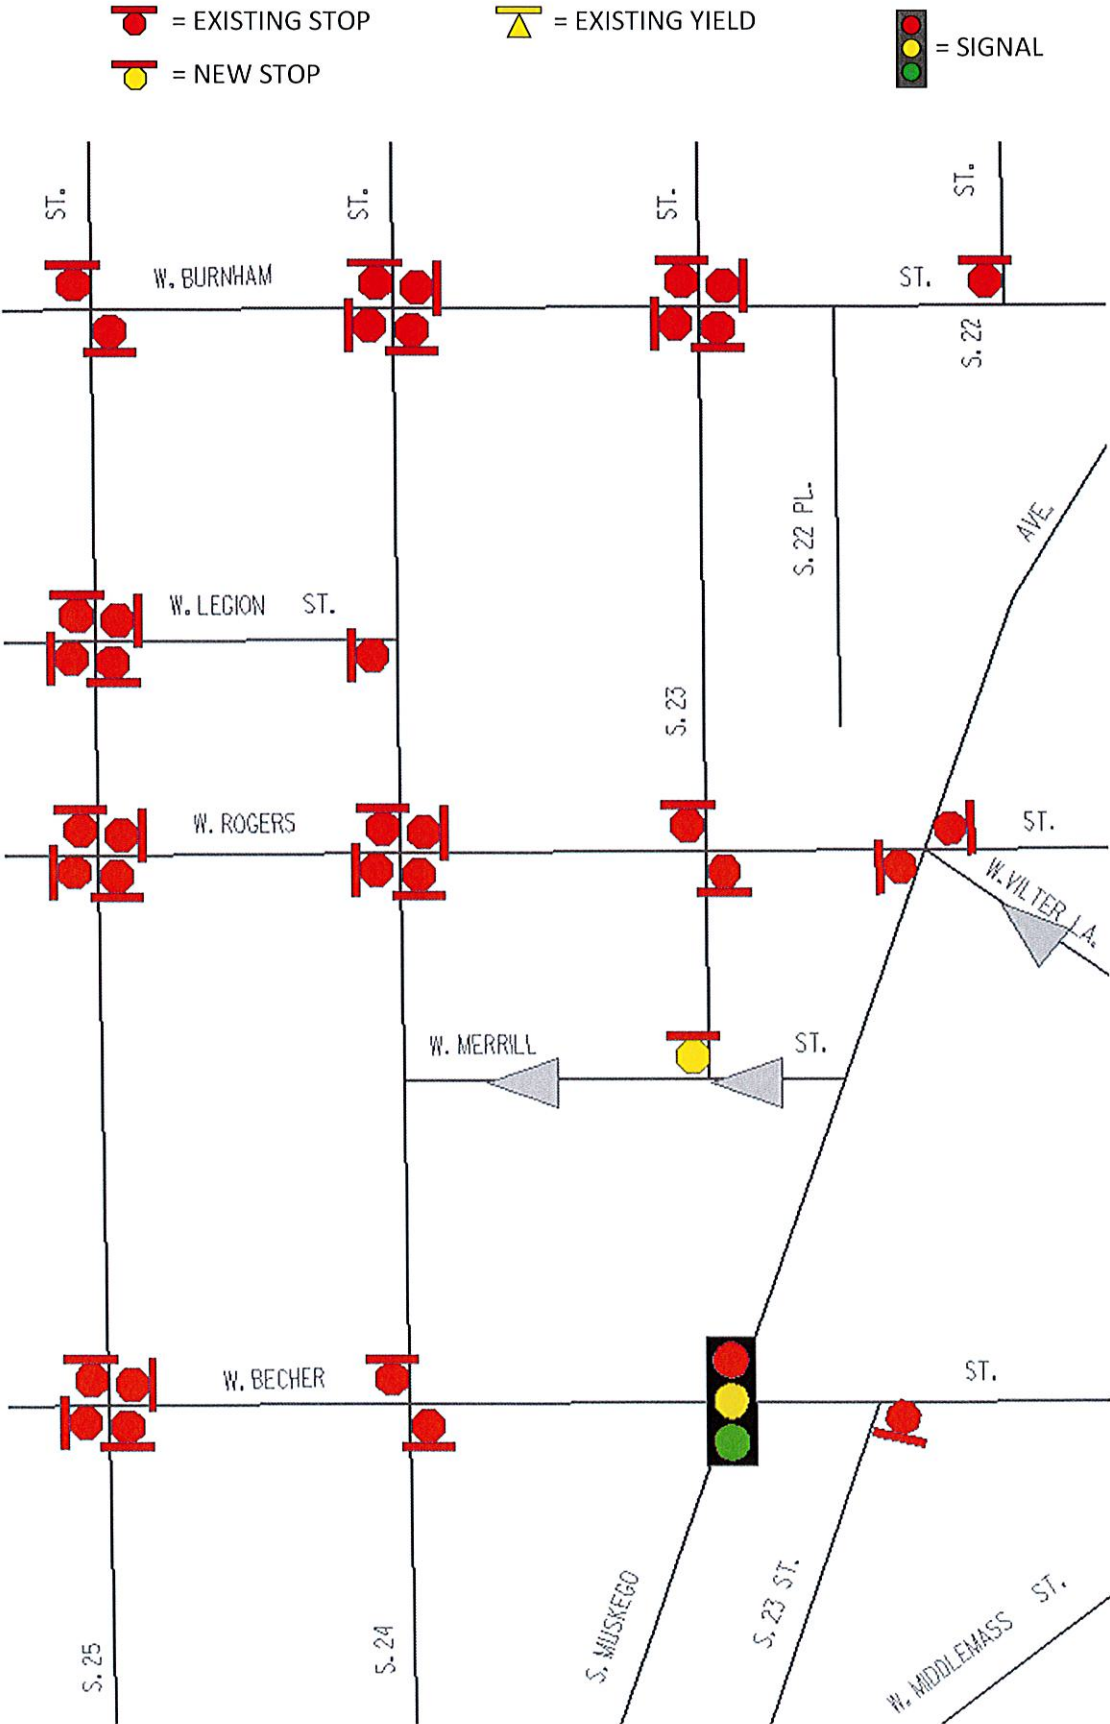 = EXISTING STOP
= EXISTING YIELD
= SIGNAL
= NEW STOP
ST.
ST.
ST.
ST.
W. BURNHAM
ST.
S. 22
S. 22 PL.
AVE.
W. LEGION ST.
S. 23
W. ROGERS
ST.
W. VILTER LA.
W. MERRILL
ST.
W. BECHER
ST.
S. 25
S. 24
S. MUSKEGO
S. 23 ST.
W. MIDDLEMASS ST.